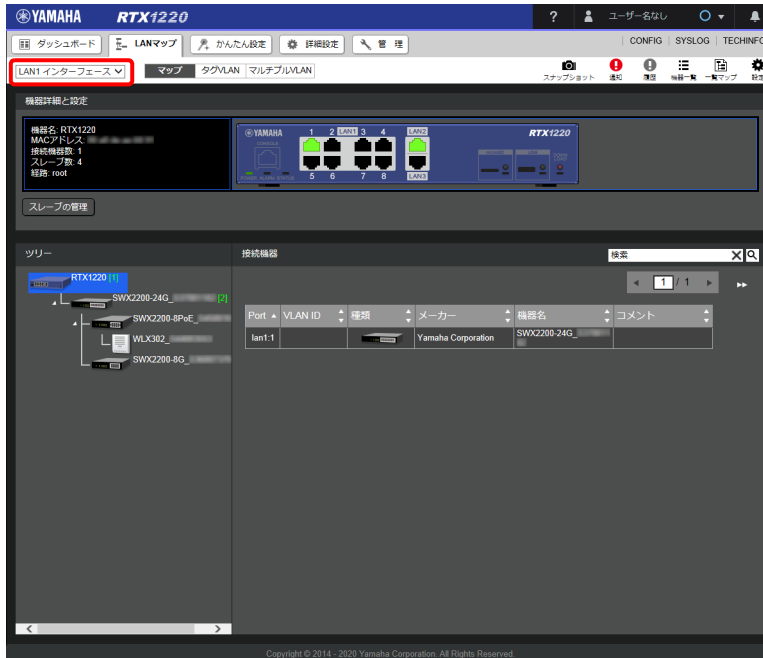 YAMAHA RTX1220 ? ユーザー名なし
ダッシュボード LANマップ かんたん設定 詳細設定 管 理 CONFIG SYSLOG TECHINFO
LAN1 インターフェース マップ タグVLAN マルチプルVLAN スナップショット 通知 履歴 機器一覧 一覧マップ 設定
機器詳細と設定
機器名: RTX1220
MACアドレス:
接続機器数: 1
スレーブ数: 4
経路: root
YAMAHA 1 2 LAN1 3 4 LAN2 RTX1220
CONSOLE
POWER ALARM STATUS 5 6 7 8 LAN3
スレーブの管理
ツリー
RTX1220 [1]
SWX2200-24G_ [2]
SWX2200-8PoE_
WLX302_
SWX2200-8G_
接続機器 検索
1 / 1
Port VLAN ID 種類 メーカー 機器名 コメント
lan1:1 Yamaha Corporation SWX2200-24G_
Copyright © 2014 - 2020 Yamaha Corporation. All Rights Reserved.